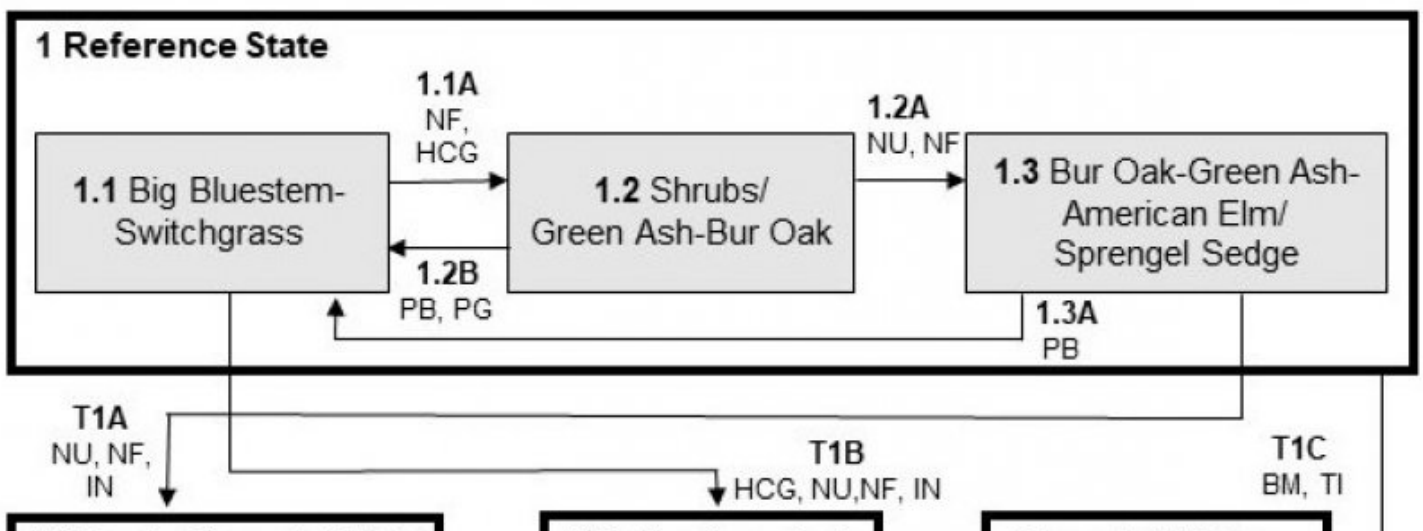 1 Reference State
1.1A
NF,
HCG
1.2A
NU, NF
1.1 Big Bluestem-
Switchgrass
1.2 Shrubs/
Green Ash-Bur Oak
1.3 Bur Oak-Green Ash-
American Elm/
Sprengel Sedge
1.2B
PB, PG
1.3A
PB
T1A
NU, NF,
IN
T1B
HCG, NU,NF, IN
T1C
BM, TI